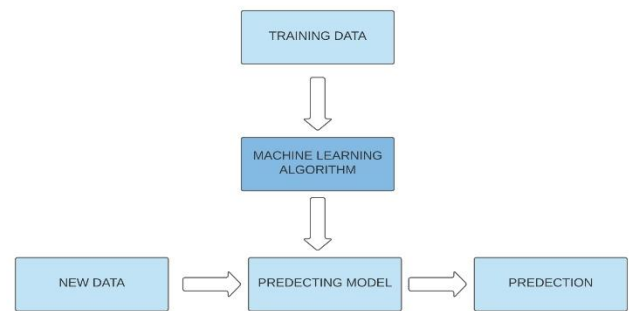 TRAINING DATA
MACHINE LEARNING
ALGORITHM
NEW DATA
PREDECTING MODEL
PREDECTION